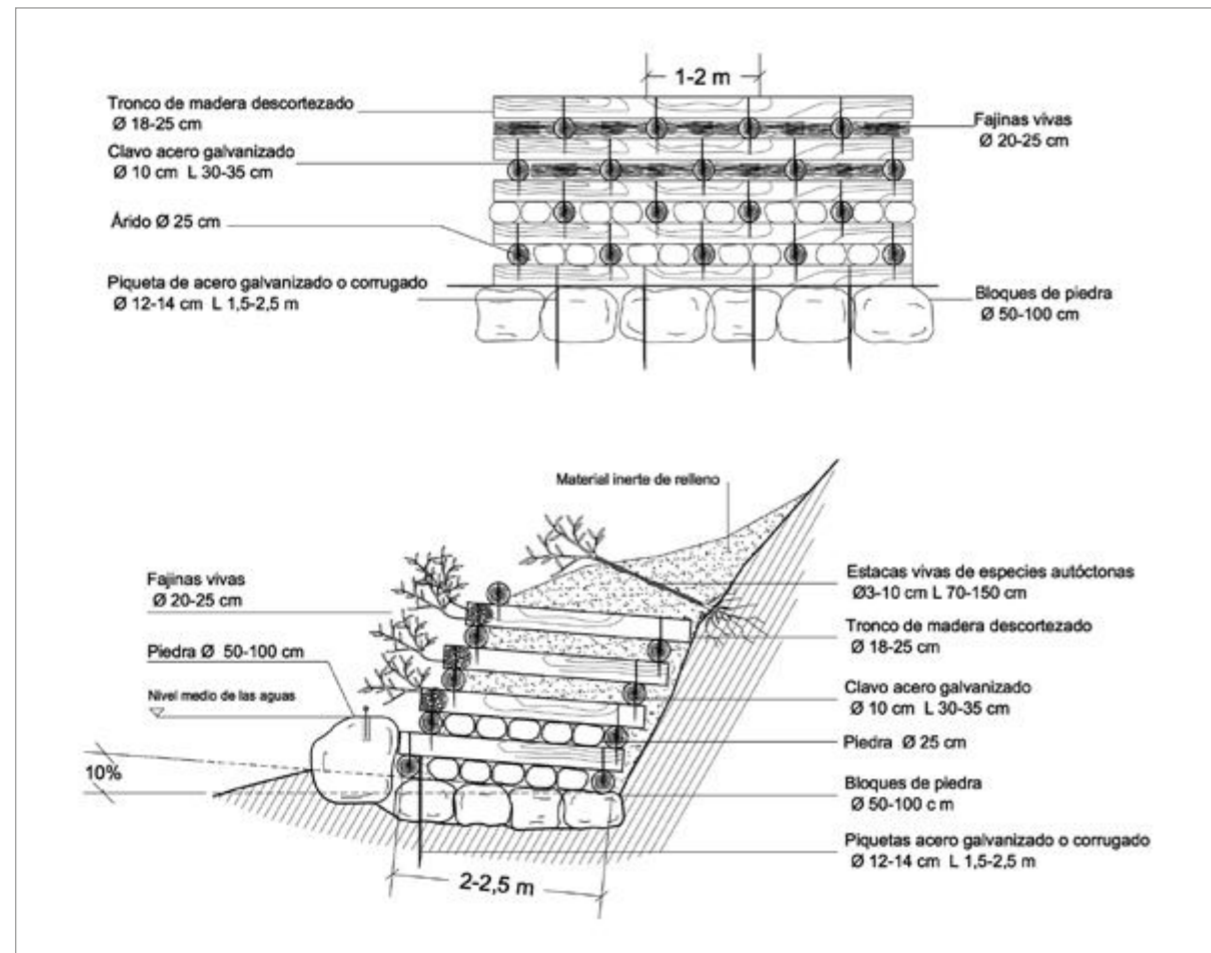 1-2 m
Tronco de madera descortezado
Ø 18-25 cm
Clavo acero galvanizado
Ø 10 cm L 30-35 cm
Árido Ø 25 cm
Piqueta de acero galvanizado o corrugado
Ø 12-14 cm L 1,5-2,5 m
Fajinas vivas
Ø 20-25 cm
Bloques de piedra
Ø 50-100 cm
Material inerte de relleno
Fajinas vivas
Ø 20-25 cm
Piedra Ø 50-100 cm
Nivel medio de las aguas
10%
2-2,5 m
Estacas vivas de especies autóctonas
Ø3-10 cm L 70-150 cm
Tronco de madera descortezado
Ø 18-25 cm
Clavo acero galvanizado
Ø 10 cm L 30-35 cm
Piedra Ø 25 cm
Bloques de piedra
Ø 50-100 c m
Piquetas acero galvanizado o corrugado
Ø 12-14 cm L 1,5-2,5 m